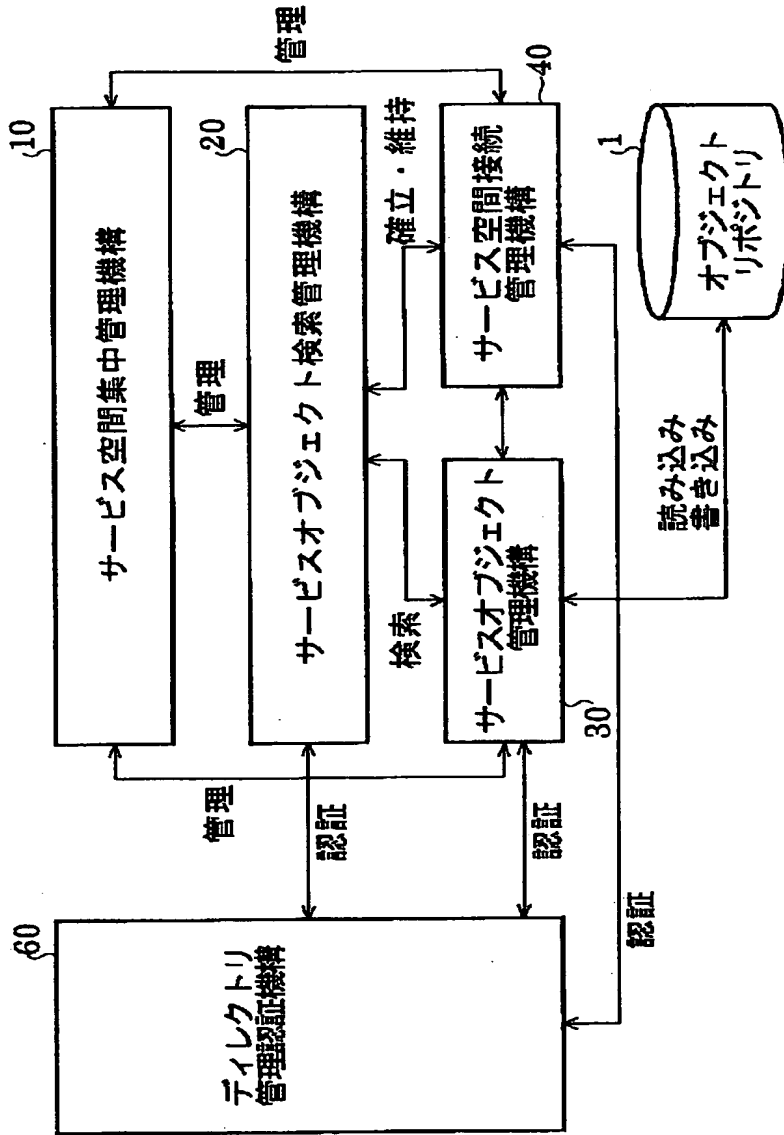 10
サービス空間集中管理機構
管理
管理
20
サービスオブジェクト検索管理機構
管理
検索
確立・維持
60
ディレクトリ
管理認証機構
認証
認証
30
サービスオブジェクト
管理機構
40
サービス空間接続
管理機構
読み込み
書き込み
1
オブジェクト
リポジトリ
認証